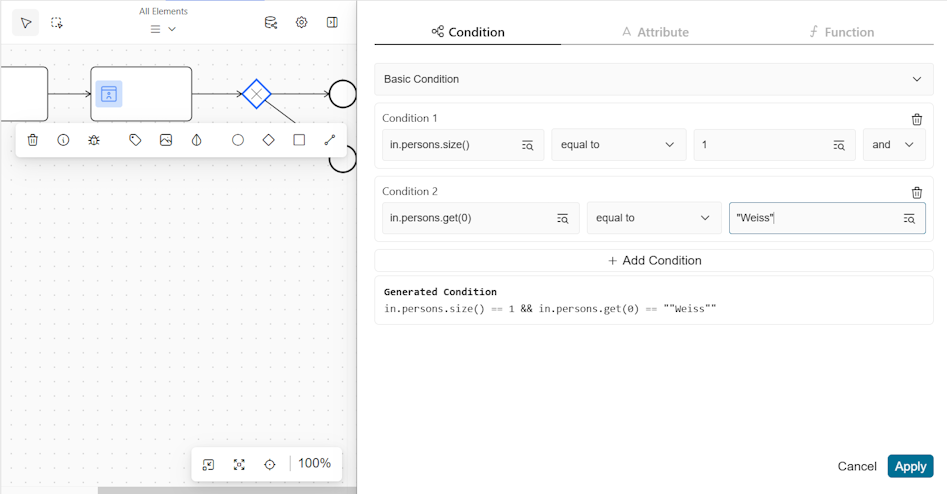 All Elements
Condition
Attribute
Function
Basic Condition
Condition 1
in.persons.size() equal to 1 and
Condition 2
in.persons.get(0) equal to "Weiss"
+ Add Condition
Generated Condition
in.persons.size() == 1 && in.persons.get(0) == ""Weiss""
100%
Cancel Apply